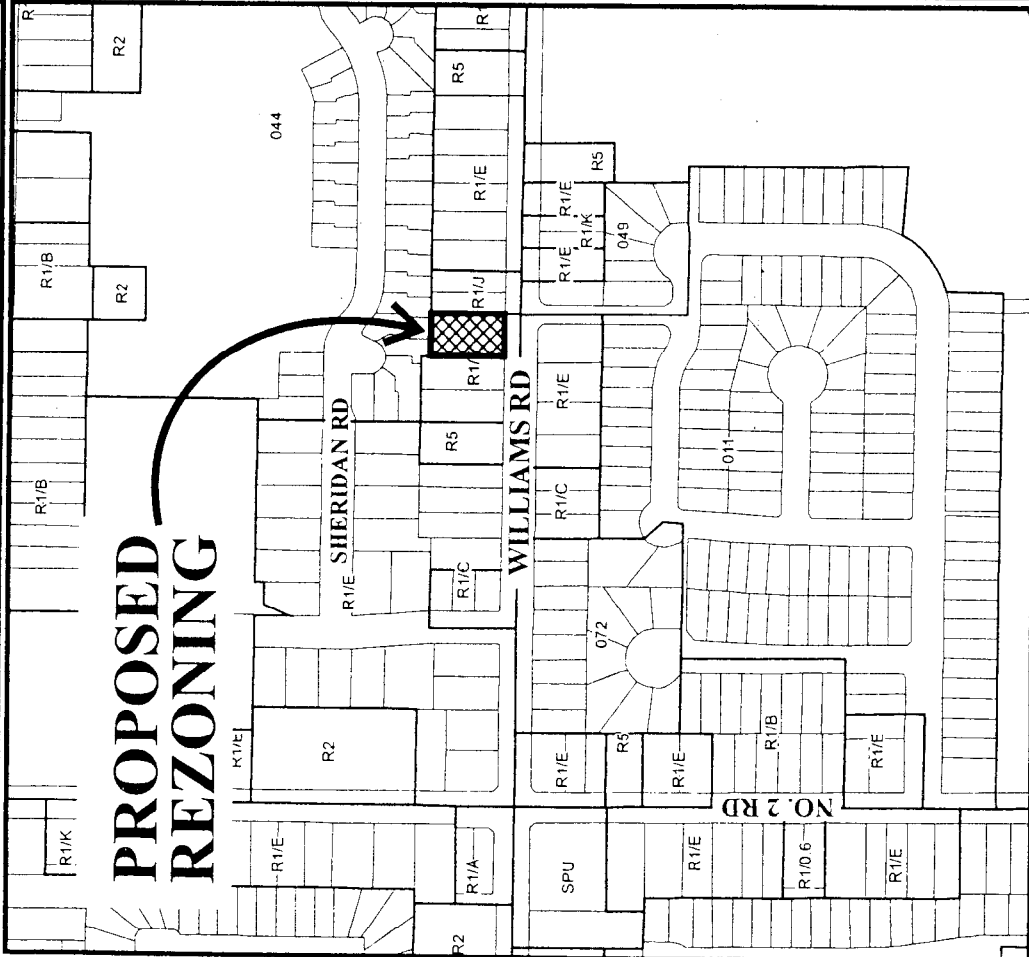 PROPOSED
REZONING
R
R2
R1
R5
044
R1/E
R5
R1/E
R1/K
R1/E
049
R1/B
R2
R1/J
R1/
R1/E
R1/B
SHERIDAN RD
R5
WILLIAMS RD
R1/C
011
R1/E
R1/C
072
R1/E
R2
R1/E
R5
R1/E
R1/B
R1/E
NO. 2 RD
R1/K
R1/E
R1/A
R2
SPU
R1/E
R1/0.6
R1/E